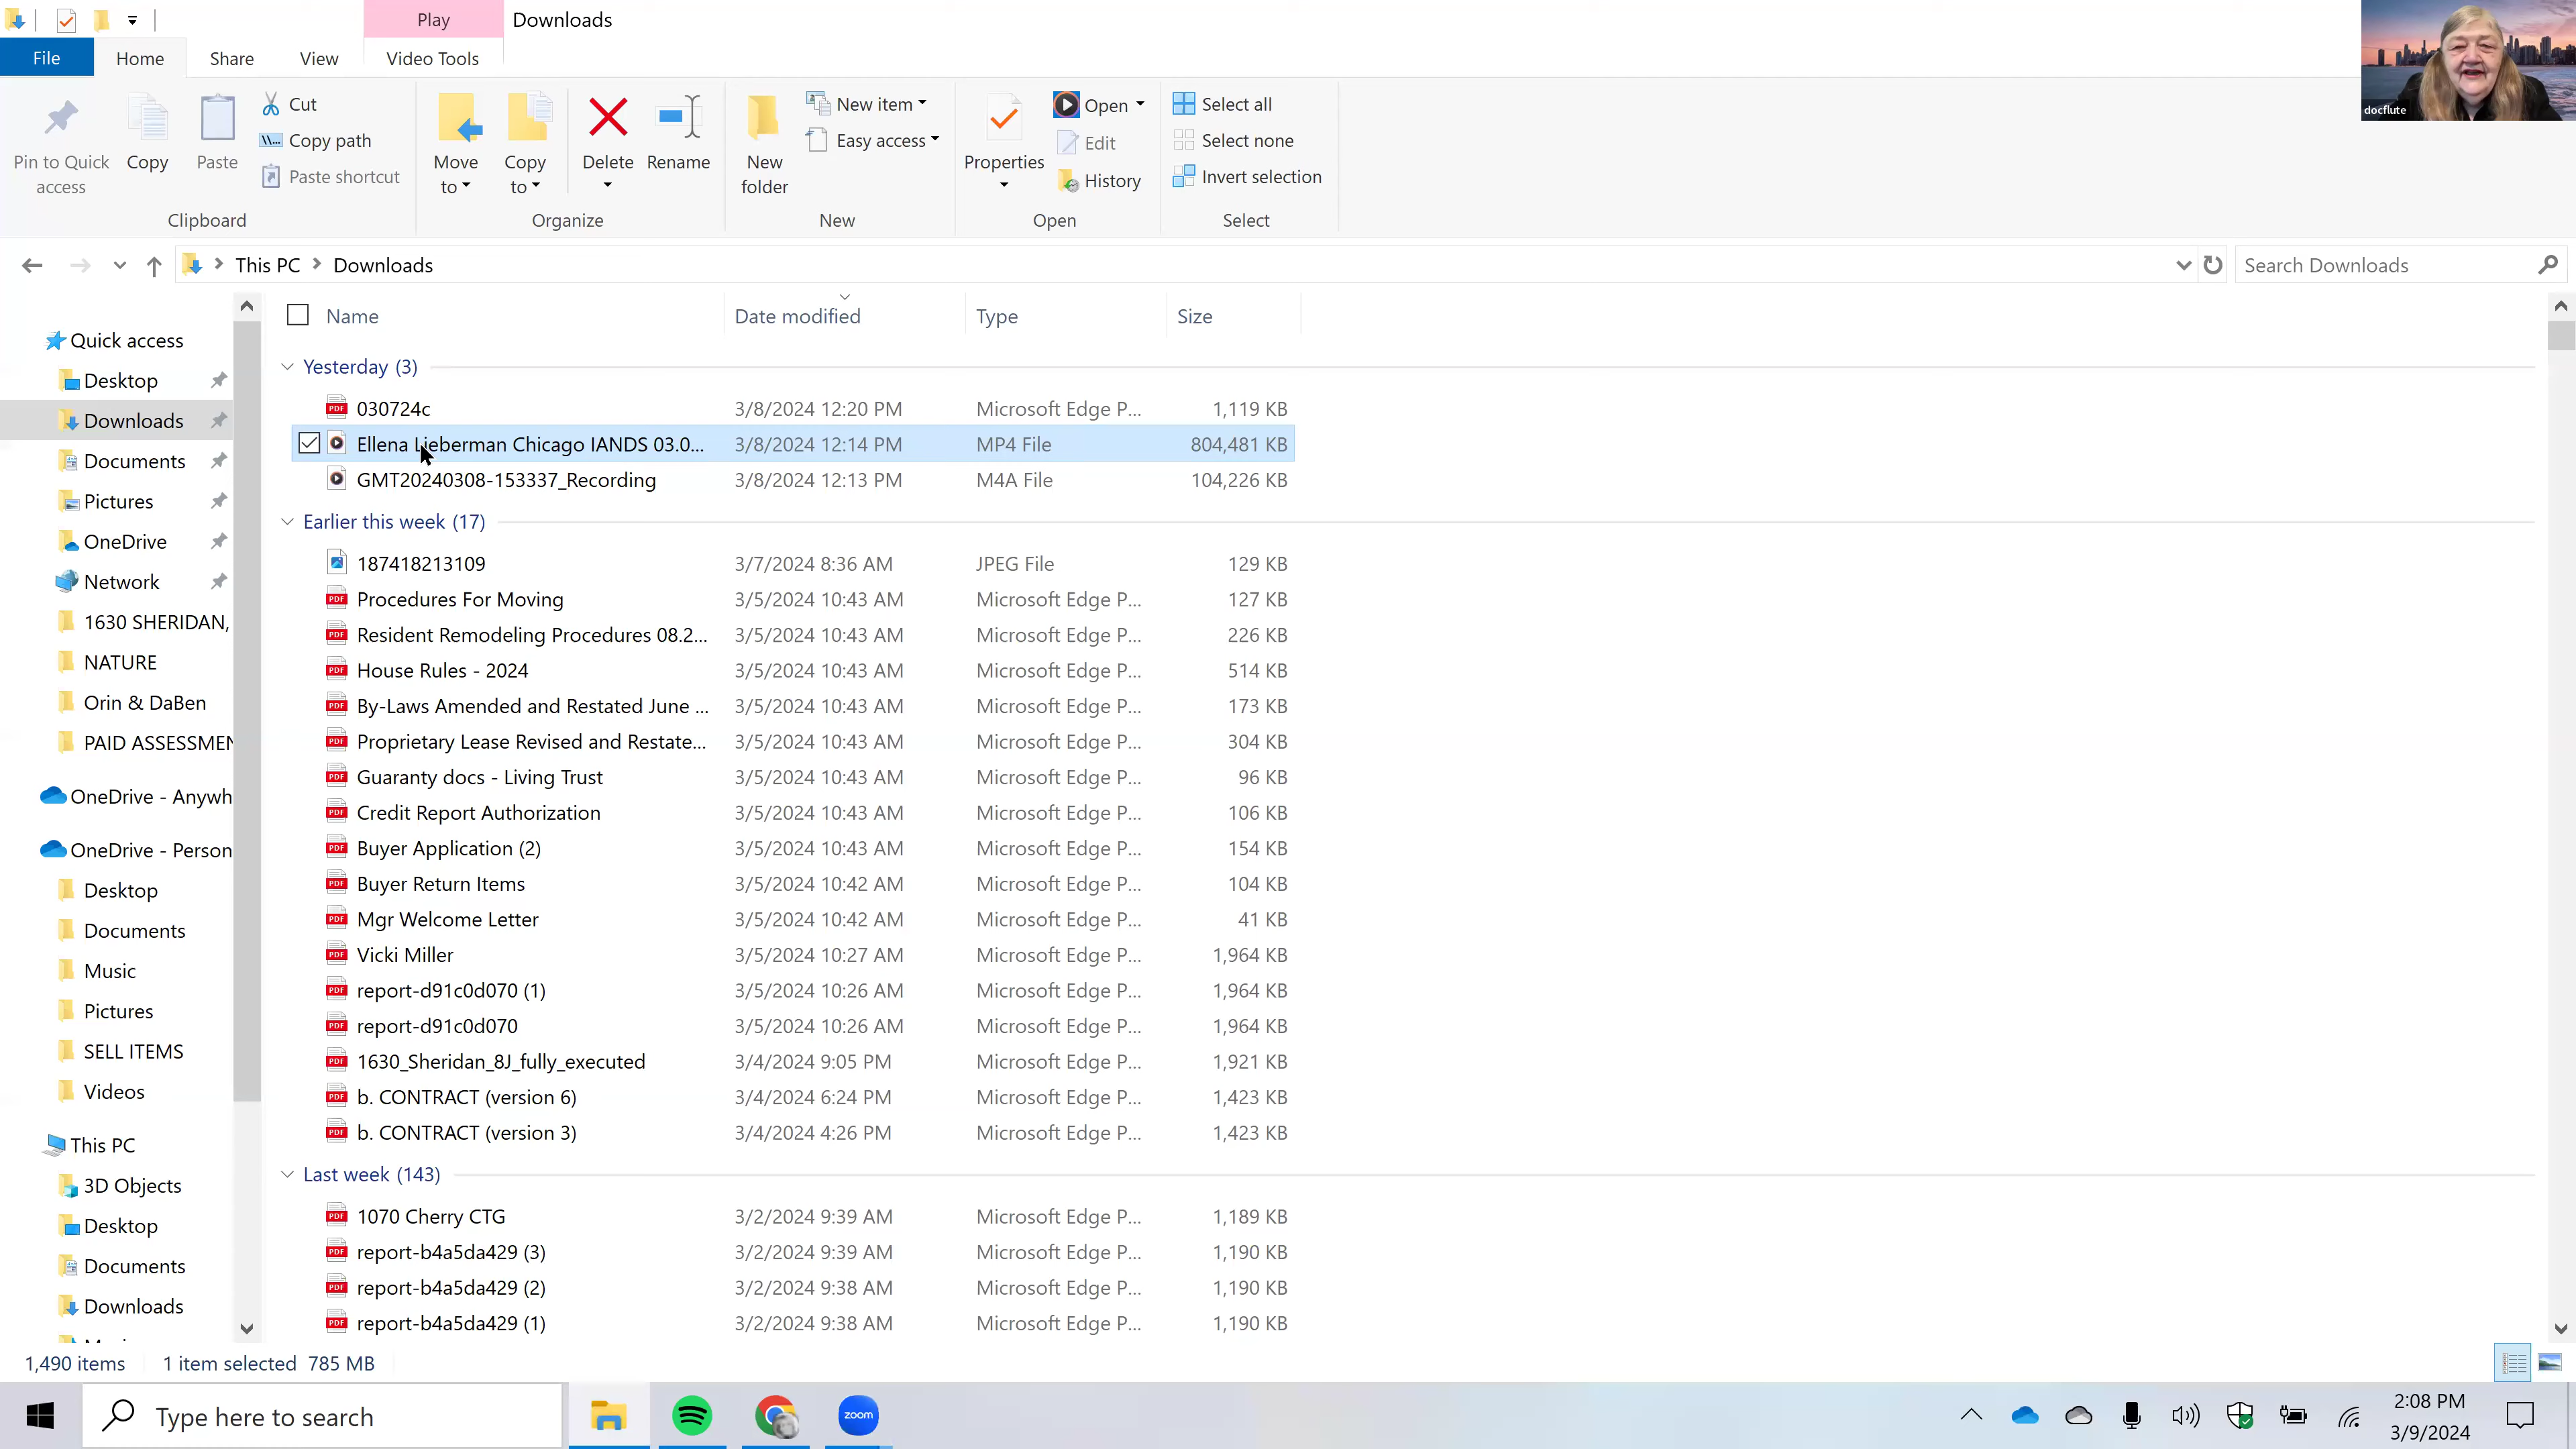 Play Downloads
File Home Share View Video Tools
docflute
Pin to Quick access
Copy
Paste
Cut
Copy path
Paste shortcut
Clipboard
Move to
Copy to
Delete
Rename
Organize
New folder
New item
Easy access
New
Properties
Open
Edit
History
Open
Select all
Select none
Invert selection
Select
This PC Downloads
Search Downloads
Name Date modified Type Size
Quick access
Desktop
Downloads
Documents
Pictures
OneDrive
Network
1630 SHERIDAN,
NATURE
Orin & DaBen
PAID ASSESSMEN
OneDrive - Anywh
OneDrive - Person
Desktop
Documents
Music
Pictures
SELL ITEMS
Videos
This PC
3D Objects
Desktop
Documents
Downloads
Yesterday (3)
030724c 3/8/2024 12:20 PM Microsoft Edge P... 1,119 KB
Ellena Lieberman Chicago IANDS 03.0... 3/8/2024 12:14 PM MP4 File 804,481 KB
GMT20240308-153337_Recording 3/8/2024 12:13 PM M4A File 104,226 KB
Earlier this week (17)
187418213109 3/7/2024 8:36 AM JPEG File 129 KB
Procedures For Moving 3/5/2024 10:43 AM Microsoft Edge P... 127 KB
Resident Remodeling Procedures 08.2... 3/5/2024 10:43 AM Microsoft Edge P... 226 KB
House Rules - 2024 3/5/2024 10:43 AM Microsoft Edge P... 514 KB
By-Laws Amended and Restated June ... 3/5/2024 10:43 AM Microsoft Edge P... 173 KB
Proprietary Lease Revised and Restate... 3/5/2024 10:43 AM Microsoft Edge P... 304 KB
Guaranty docs - Living Trust 3/5/2024 10:43 AM Microsoft Edge P... 96 KB
Credit Report Authorization 3/5/2024 10:43 AM Microsoft Edge P... 106 KB
Buyer Application (2) 3/5/2024 10:43 AM Microsoft Edge P... 154 KB
Buyer Return Items 3/5/2024 10:42 AM Microsoft Edge P... 104 KB
Mgr Welcome Letter 3/5/2024 10:42 AM Microsoft Edge P... 41 KB
Vicki Miller 3/5/2024 10:27 AM Microsoft Edge P... 1,964 KB
report-d91c0d070 (1) 3/5/2024 10:26 AM Microsoft Edge P... 1,964 KB
report-d91c0d070 3/5/2024 10:26 AM Microsoft Edge P... 1,964 KB
1630_Sheridan_8J_fully_executed 3/4/2024 9:05 PM Microsoft Edge P... 1,921 KB
b. CONTRACT (version 6) 3/4/2024 6:24 PM Microsoft Edge P... 1,423 KB
b. CONTRACT (version 3) 3/4/2024 4:26 PM Microsoft Edge P... 1,423 KB
Last week (143)
1070 Cherry CTG 3/2/2024 9:39 AM Microsoft Edge P... 1,189 KB
report-b4a5da429 (3) 3/2/2024 9:39 AM Microsoft Edge P... 1,190 KB
report-b4a5da429 (2) 3/2/2024 9:38 AM Microsoft Edge P... 1,190 KB
report-b4a5da429 (1) 3/2/2024 9:38 AM Microsoft Edge P... 1,190 KB
1,490 items 1 item selected 785 MB
Type here to search
zoom
2:08 PM
3/9/2024